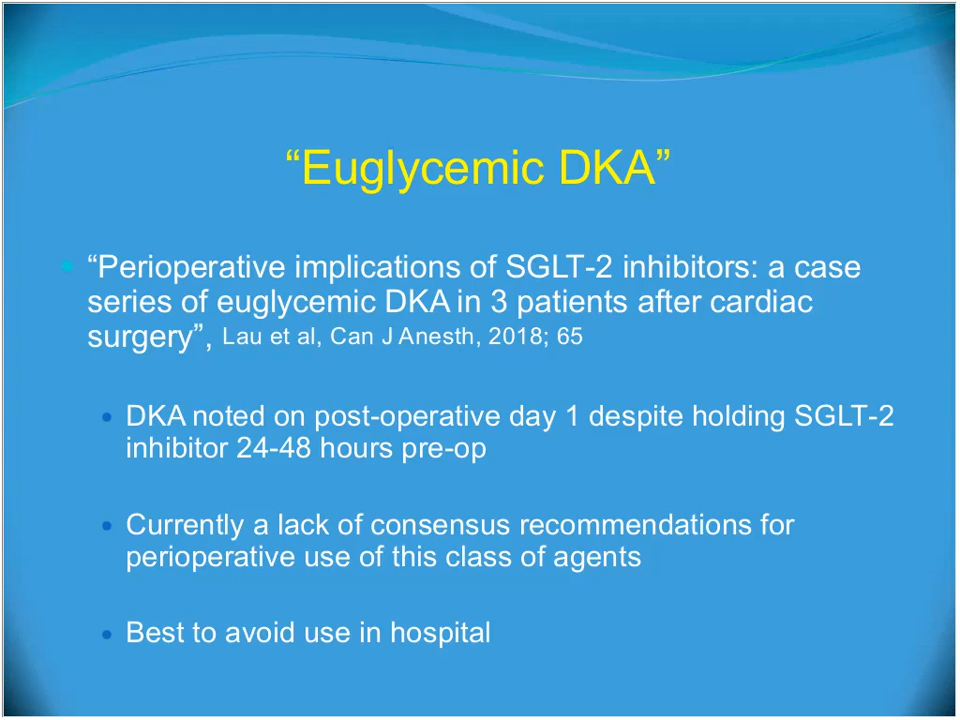 “Euglycemic DKA”
“Perioperative implications of SGLT-2 inhibitors: a case
series of euglycemic DKA in 3 patients after cardiac
surgery”, Lau et al, Can J Anesth, 2018; 65
DKA noted on post-operative day 1 despite holding SGLT-2
inhibitor 24-48 hours pre-op
Currently a lack of consensus recommendations for
perioperative use of this class of agents
Best to avoid use in hospital